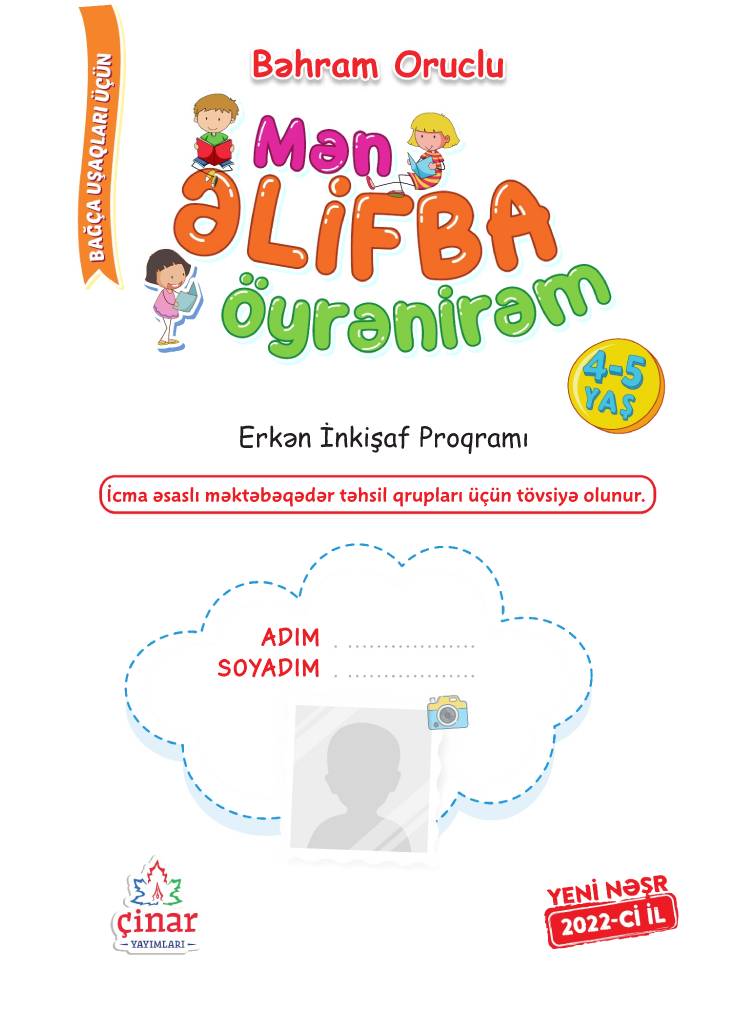 BAĞÇA UŞAQLARI ÜÇÜN
Bəhram Oruclu
Mən
ƏLİFBA
öyrənirəm
4-5
YAŞ
Erkən İnkişaf Proqramı
İcma əsaslı məktəbəqədər təhsil qrupları üçün tövsiyə olunur.
ADIM . ...................
SOYADIM . ...................
çinar
YAYIMLARI
YENİ NƏŞR
2022-Cİ İL